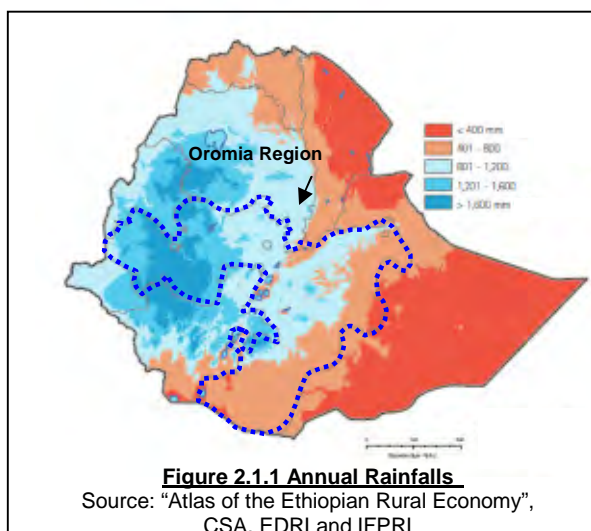 Oromia Region
< 400 mm
401 - 800
801 - 1,200
1,201 - 1,600
> 1,600 mm
Figure 2.1.1 Annual Rainfalls
Source: “Atlas of the Ethiopian Rural Economy”,
CSA, EDRI and IFPRI